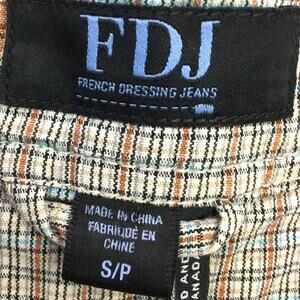 FDJ
FRENCH DRESSING JEANS
MADE IN CHINA
FABRIQUÉ EN
CHINE
S/P